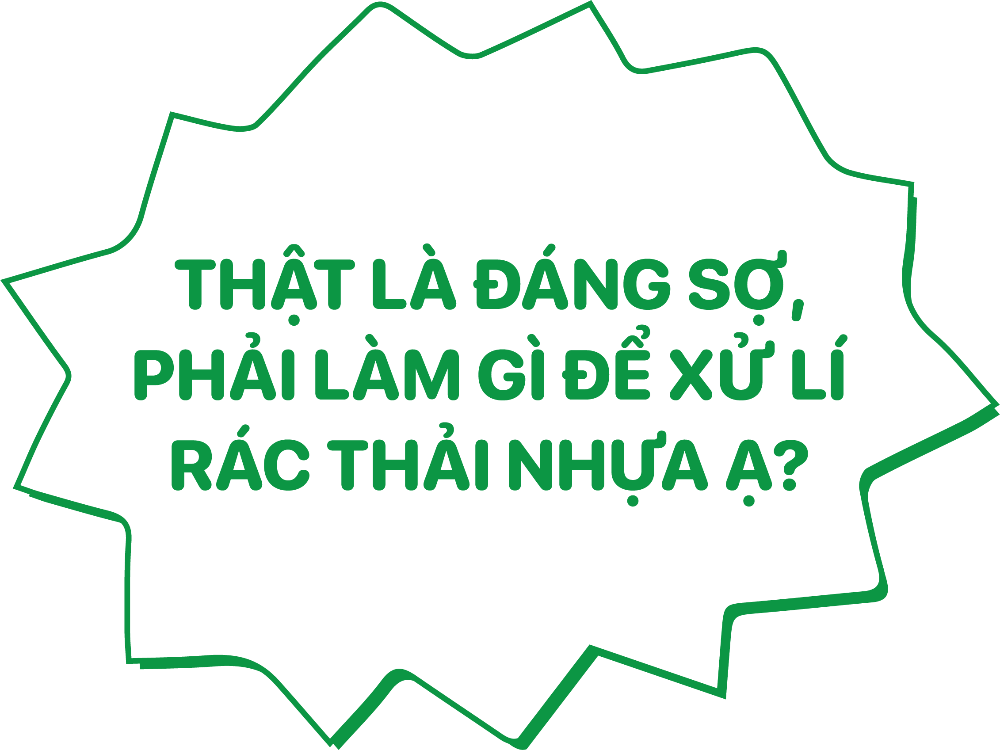 THẬT LÀ ĐÁNG SỢ,
PHẢI LÀM GÌ ĐỂ XỬ LÍ
RÁC THẢI NHỰA Ạ?